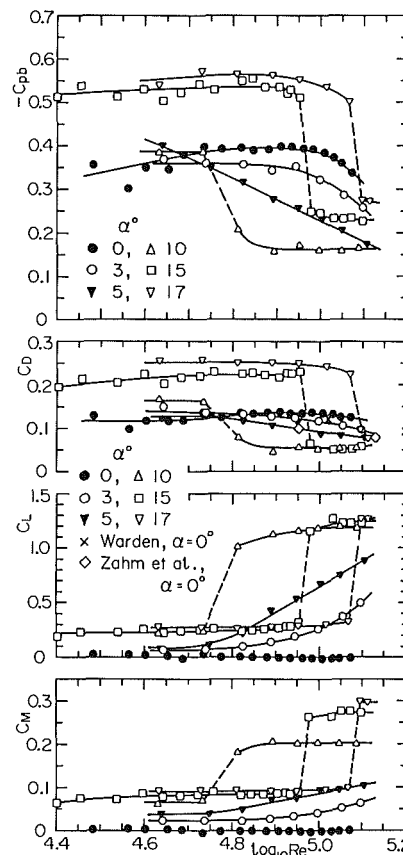 0.7
0.6
-Cpb
0.5
0.4
0.3
0.2
0.1
0
α°
● 0, △ 10
○ 3, □ 15
▼ 5, ▽ 17
0.3
CD
0.2
0.1
0
α°
● 0, △ 10
○ 3, □ 15
▼ 5, ▽ 17
× Warden, α=0°
◇ Zahm et al., α=0°
1.5
CL
1.0
0.5
0
0.3
CM
0.2
0.1
0
4.4 4.6 4.8 5.0 5.2
log10Re